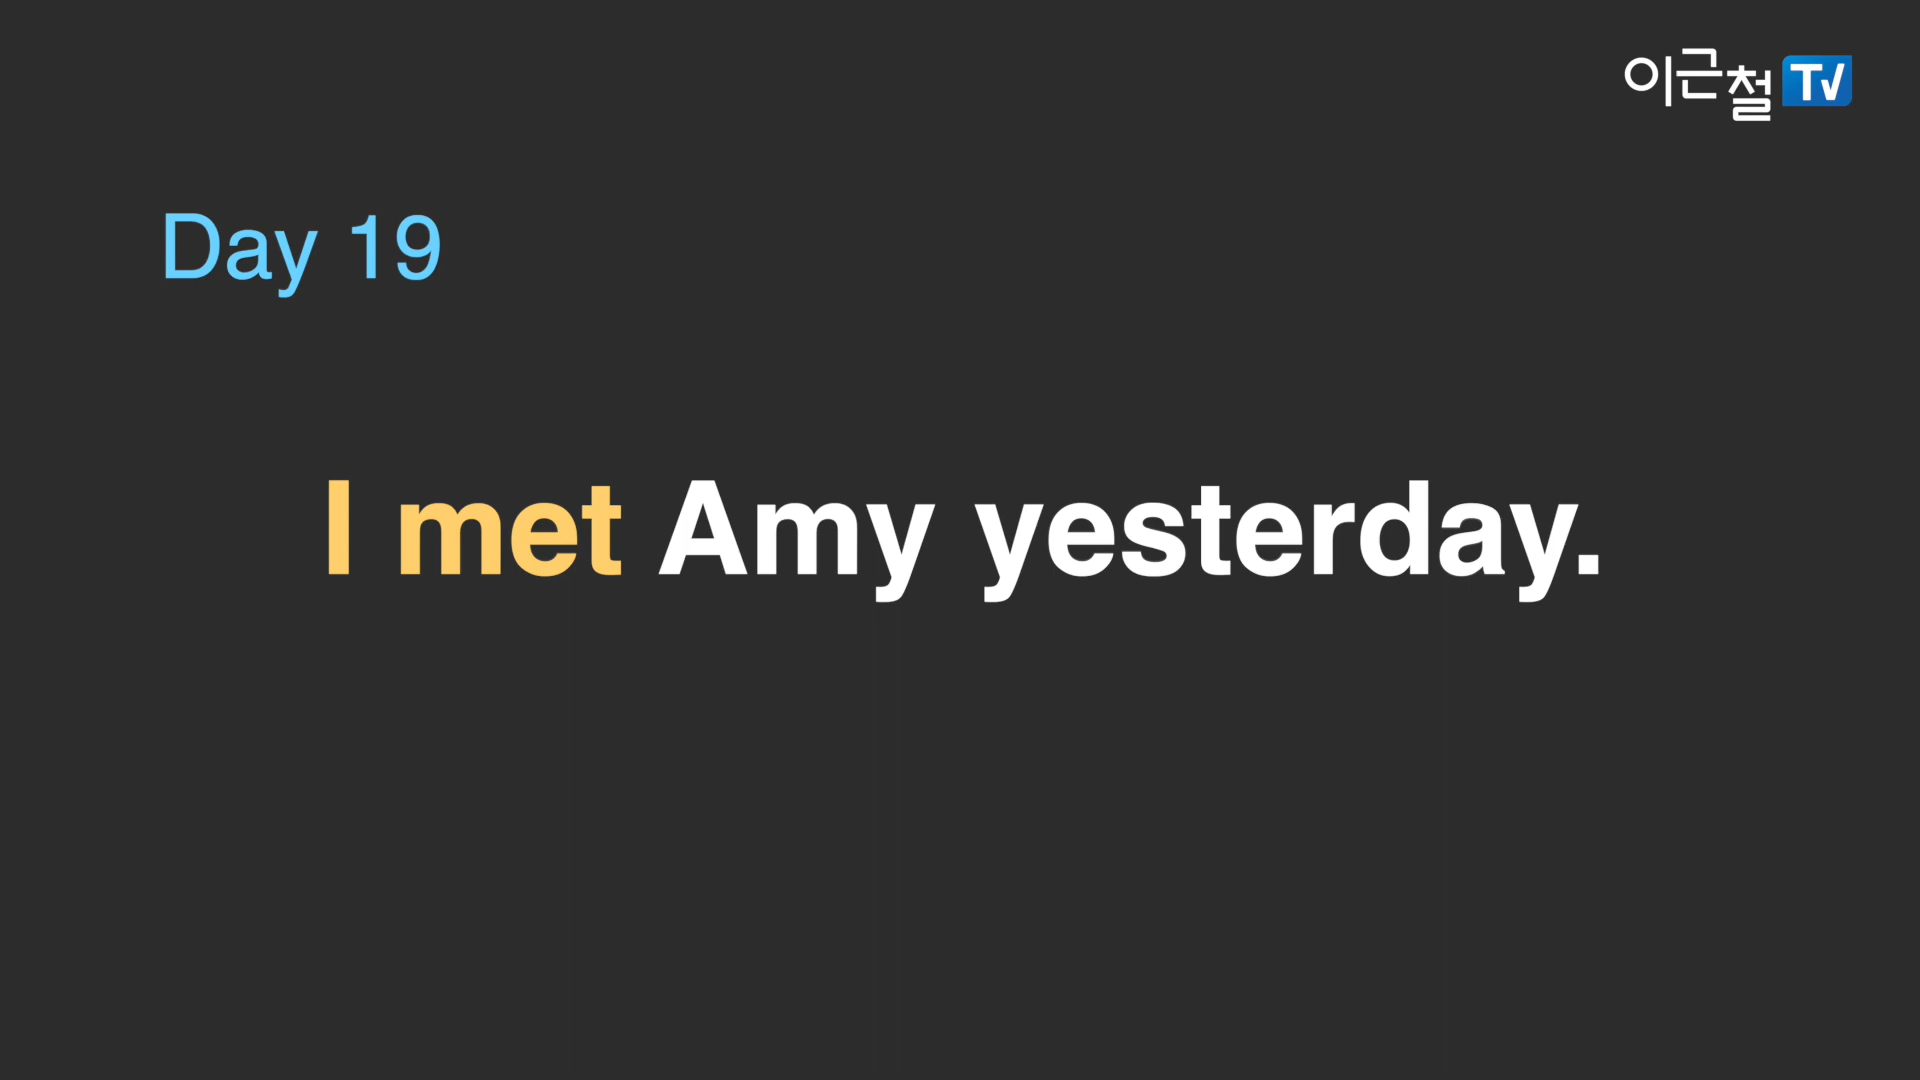 이근철 TV
Day 19
I met Amy yesterday.